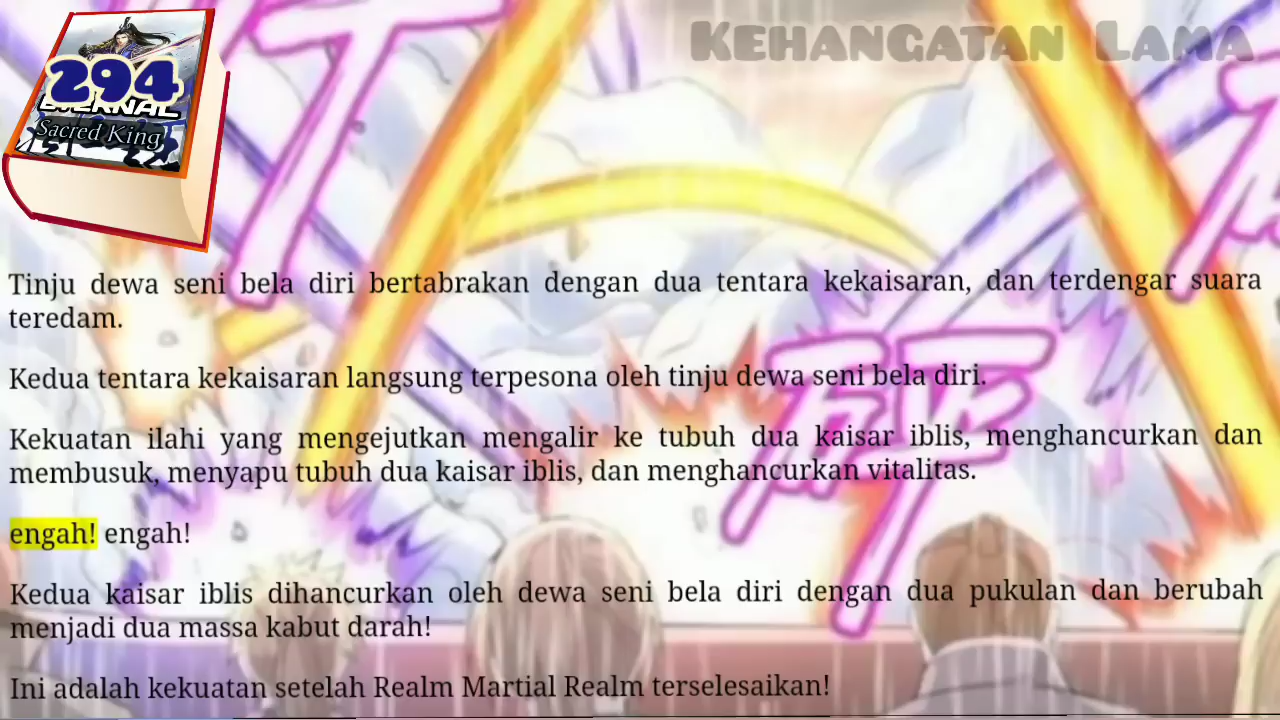 Kehangatan Lama
294
ETERNAL
Sacred King
Tinju dewa seni bela diri bertabrakan dengan dua tentara kekaisaran, dan terdengar suara
teredam.
Kedua tentara kekaisaran langsung terpesona oleh tinju dewa seni bela diri.
Kekuatan ilahi yang mengejutkan mengalir ke tubuh dua kaisar iblis, menghancurkan dan
membusuk, menyapu tubuh dua kaisar iblis, dan menghancurkan vitalitas.
engah! engah!
Kedua kaisar iblis dihancurkan oleh dewa seni bela diri dengan dua pukulan dan berubah
menjadi dua massa kabut darah!
Ini adalah kekuatan setelah Realm Martial Realm terselesaikan!